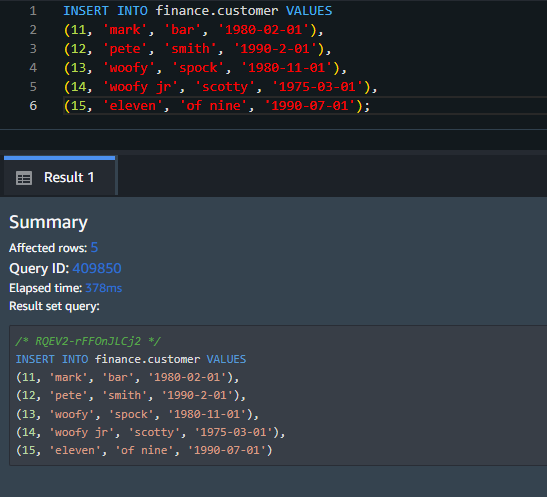 1 INSERT INTO finance.customer VALUES
2 (11, 'mark', 'bar', '1980-02-01'),
3 (12, 'pete', 'smith', '1990-2-01'),
4 (13, 'woofy', 'spock', '1980-11-01'),
5 (14, 'woofy jr', 'scotty', '1975-03-01'),
6 (15, 'eleven', 'of nine', '1990-07-01');
Result 1
Summary
Affected rows: 5
Query ID: 409850
Elapsed time: 378ms
Result set query:
/* RQEV2-rFFOnJLCj2 */
INSERT INTO finance.customer VALUES
(11, 'mark', 'bar', '1980-02-01'),
(12, 'pete', 'smith', '1990-2-01'),
(13, 'woofy', 'spock', '1980-11-01'),
(14, 'woofy jr', 'scotty', '1975-03-01'),
(15, 'eleven', 'of nine', '1990-07-01')